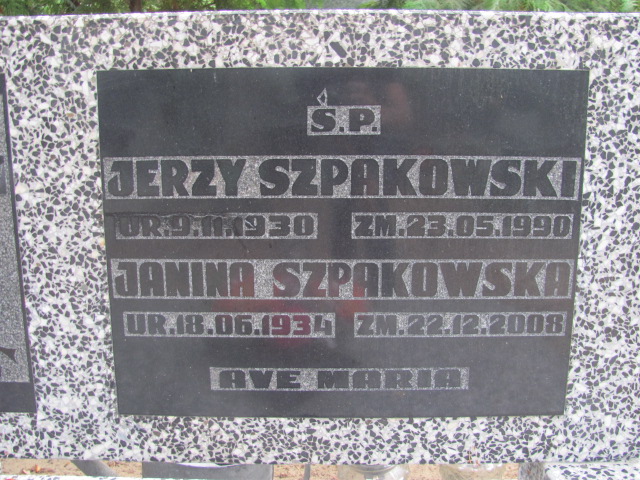 Ś.P.
JERZY SZPAKOWSKI
UR.9.11.1930 ZM.23.05.1990
JANINA SZPAKOWSKA
UR.18.06.1934 ZM.22.12.2008
AVE MARIA